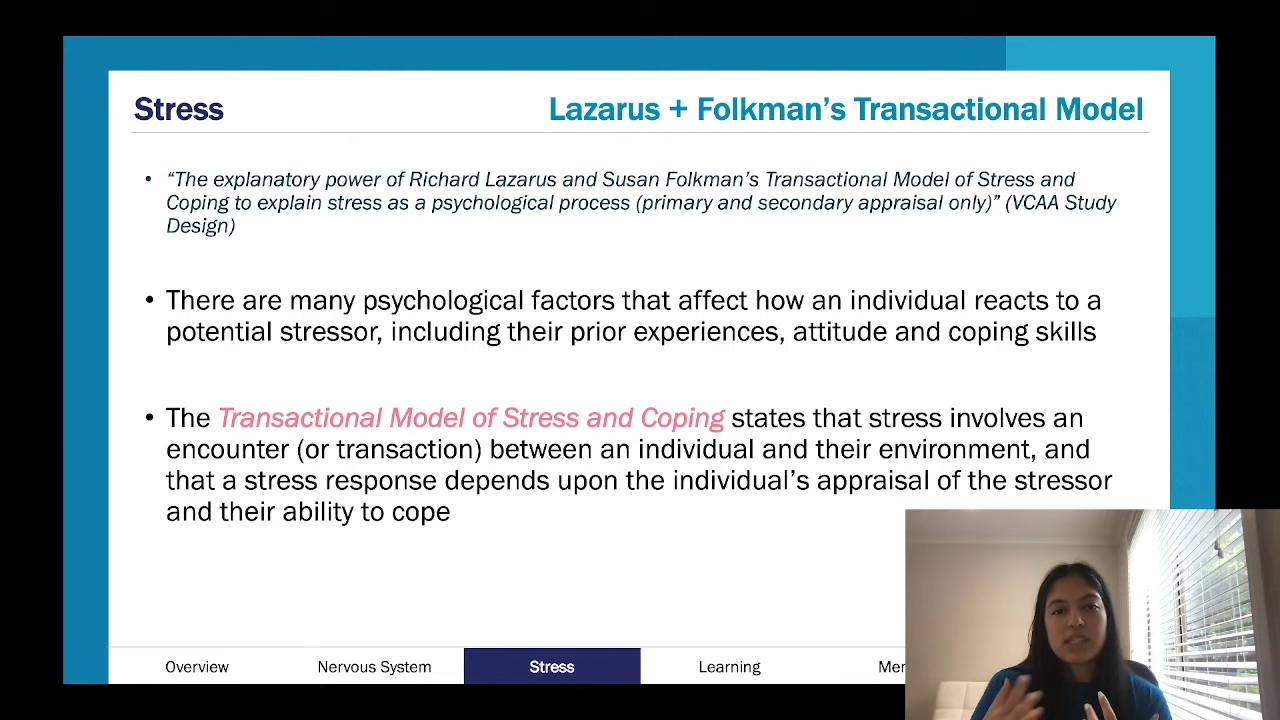 Stress
Lazarus + Folkman’s Transactional Model
• “The explanatory power of Richard Lazarus and Susan Folkman’s Transactional Model of Stress and
Coping to explain stress as a psychological process (primary and secondary appraisal only)” (VCAA Study
Design)
• There are many psychological factors that affect how an individual reacts to a
potential stressor, including their prior experiences, attitude and coping skills
• The Transactional Model of Stress and Coping states that stress involves an
encounter (or transaction) between an individual and their environment, and
that a stress response depends upon the individual’s appraisal of the stressor
and their ability to cope
Overview
Nervous System
Stress
Learning